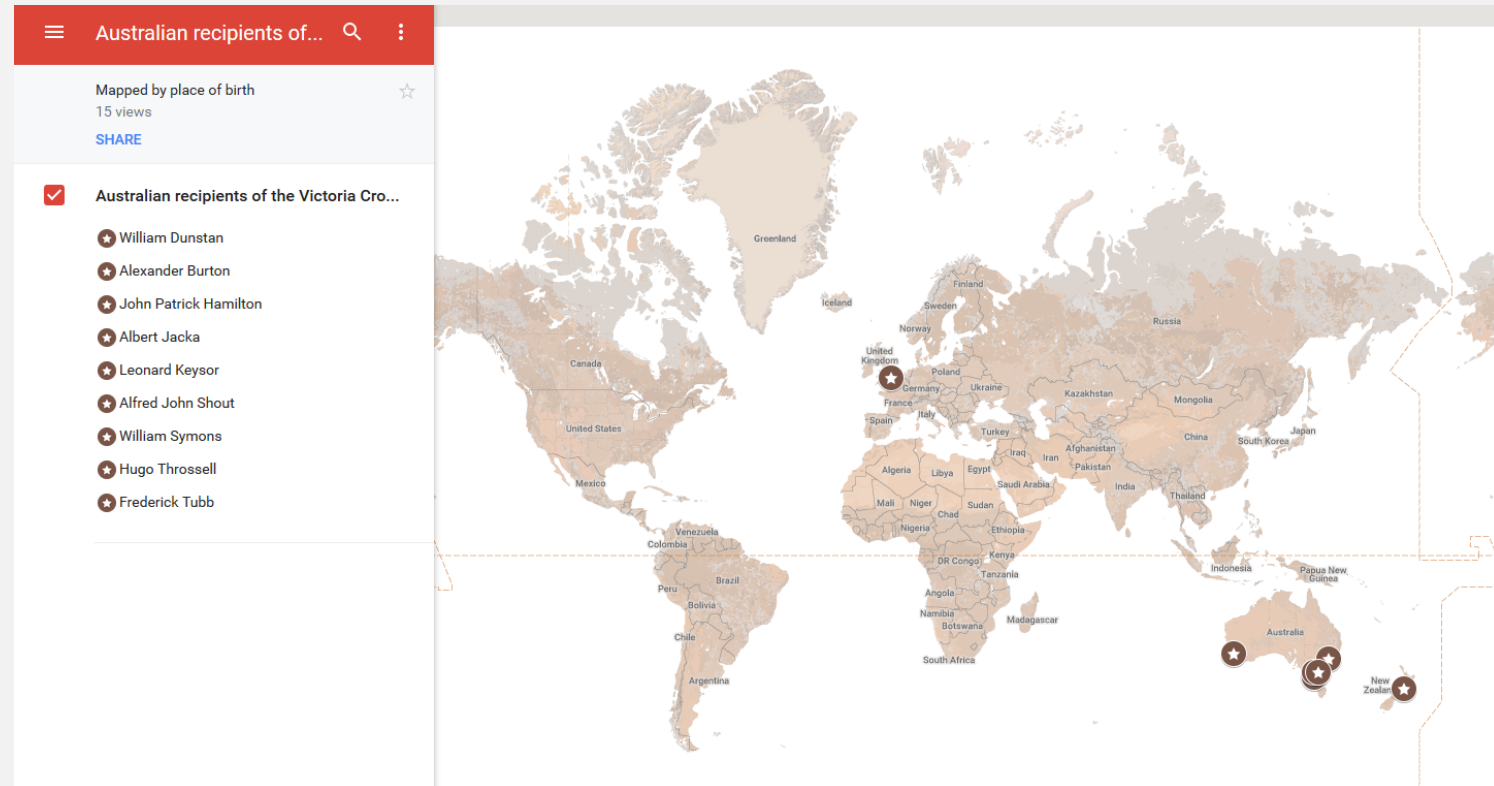 Australian recipients of...
Mapped by place of birth
15 views
SHARE
Australian recipients of the Victoria Cro...
William Dunstan
Alexander Burton
John Patrick Hamilton
Albert Jacka
Leonard Keysor
Alfred John Shout
William Symons
Hugo Throssell
Frederick Tubb
Greenland
Iceland
Finland
Sweden
Norway
Russia
United
Kingdom
Canada
Poland
Germany
Ukraine
Kazakhstan
Mongolia
France
Italy
Spain
United States
Turkey
China
Japan
South Korea
Iraq
Iran
Afghanistan
Pakistan
Algeria
Libya
Egypt
Saudi Arabia
India
Mexico
Thailand
Mali
Niger
Sudan
Chad
Nigeria
Ethiopia
Venezuela
Colombia
DR Congo
Kenya
Tanzania
Indonesia
Papua New
Guinea
Brazil
Peru
Angola
Bolivia
Namibia
Botswana
Madagascar
Chile
Australia
South Africa
Argentina
New
Zealan